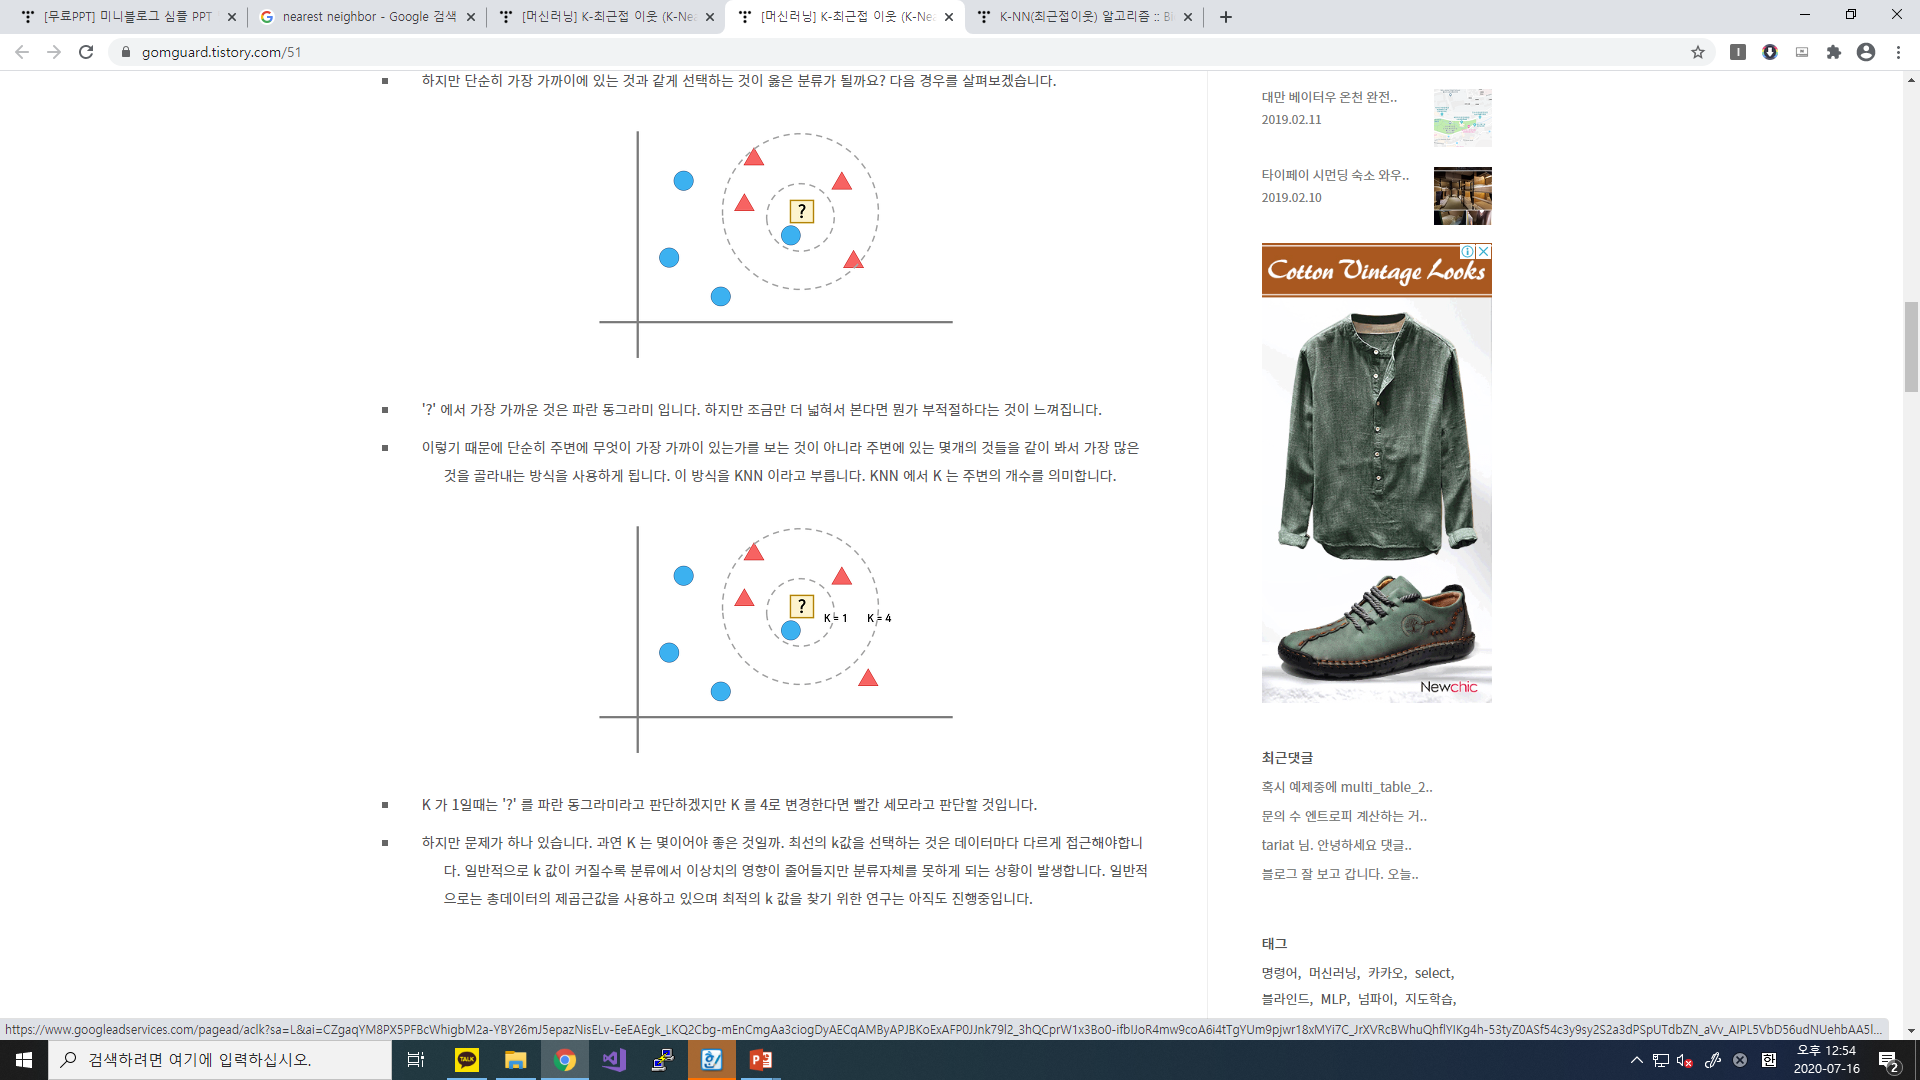 [무료PPT] 미니블로그 심플 PPT
nearest neighbor - Google 검색
[머신러닝] K-최근접 이웃 (K-Ne
[머신러닝] K-최근접 이웃 (K-Ne
K-NN(최근접이웃) 알고리즘 :: Bl
gomguard.tistory.com/51
하지만 단순히 가장 가까이에 있는 것과 같게 선택하는 것이 옳은 분류가 될까요? 다음 경우를 살펴보겠습니다.
?
'?' 에서 가장 가까운 것은 파란 동그라미 입니다. 하지만 조금만 더 넓혀서 본다면 뭔가 부적절하다는 것이 느껴집니다.
이렇기 때문에 단순히 주변에 무엇이 가장 가까이 있는가를 보는 것이 아니라 주변에 있는 몇개의 것들을 같이 봐서 가장 많은
것을 골라내는 방식을 사용하게 됩니다. 이 방식을 KNN 이라고 부릅니다. KNN 에서 K 는 주변의 개수를 의미합니다.
?
K = 1 K = 4
K 가 1일때는 '?' 를 파란 동그라미라고 판단하겠지만 K 를 4로 변경한다면 빨간 세모라고 판단할 것입니다.
하지만 문제가 하나 있습니다. 과연 K 는 몇이어야 좋은 것일까. 최선의 k값을 선택하는 것은 데이터마다 다르게 접근해야합니
다. 일반적으로 k 값이 커질수록 분류에서 이상치의 영향이 줄어들지만 분류자체를 못하게 되는 상황이 발생합니다. 일반적
으로는 총데이터의 제곱근값을 사용하고 있으며 최적의 k 값을 찾기 위한 연구는 아직도 진행중입니다.
대만 베이터우 온천 완전..
2019.02.11
타이페이 시먼딩 숙소 와우..
2019.02.10
Cotton Vintage Looks
Newchic
최근댓글
혹시 예제중에 multi_table_2..
문의 수 엔트로피 계산하는 거..
tariat 님. 안녕하세요 댓글..
블로그 잘 보고 갑니다. 오늘..
태그
명령어, 머신러닝, 카카오, select,
블라인드, MLP, 넘파이, 지도학습,
검색하려면 여기에 입력하십시오.
TALK
한
오후 12:54
2020-07-16
2